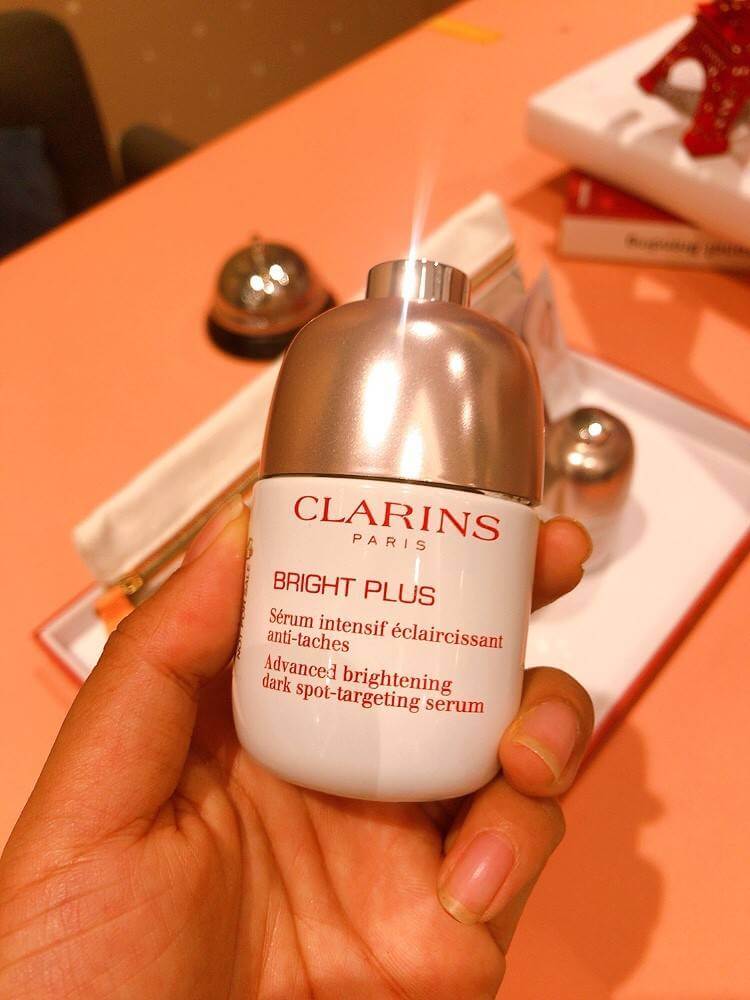 CLARINS
PARIS
BRIGHT PLUS
Sérum intensif éclaircissant
anti-taches
Advanced brightening
dark spot-targeting serum